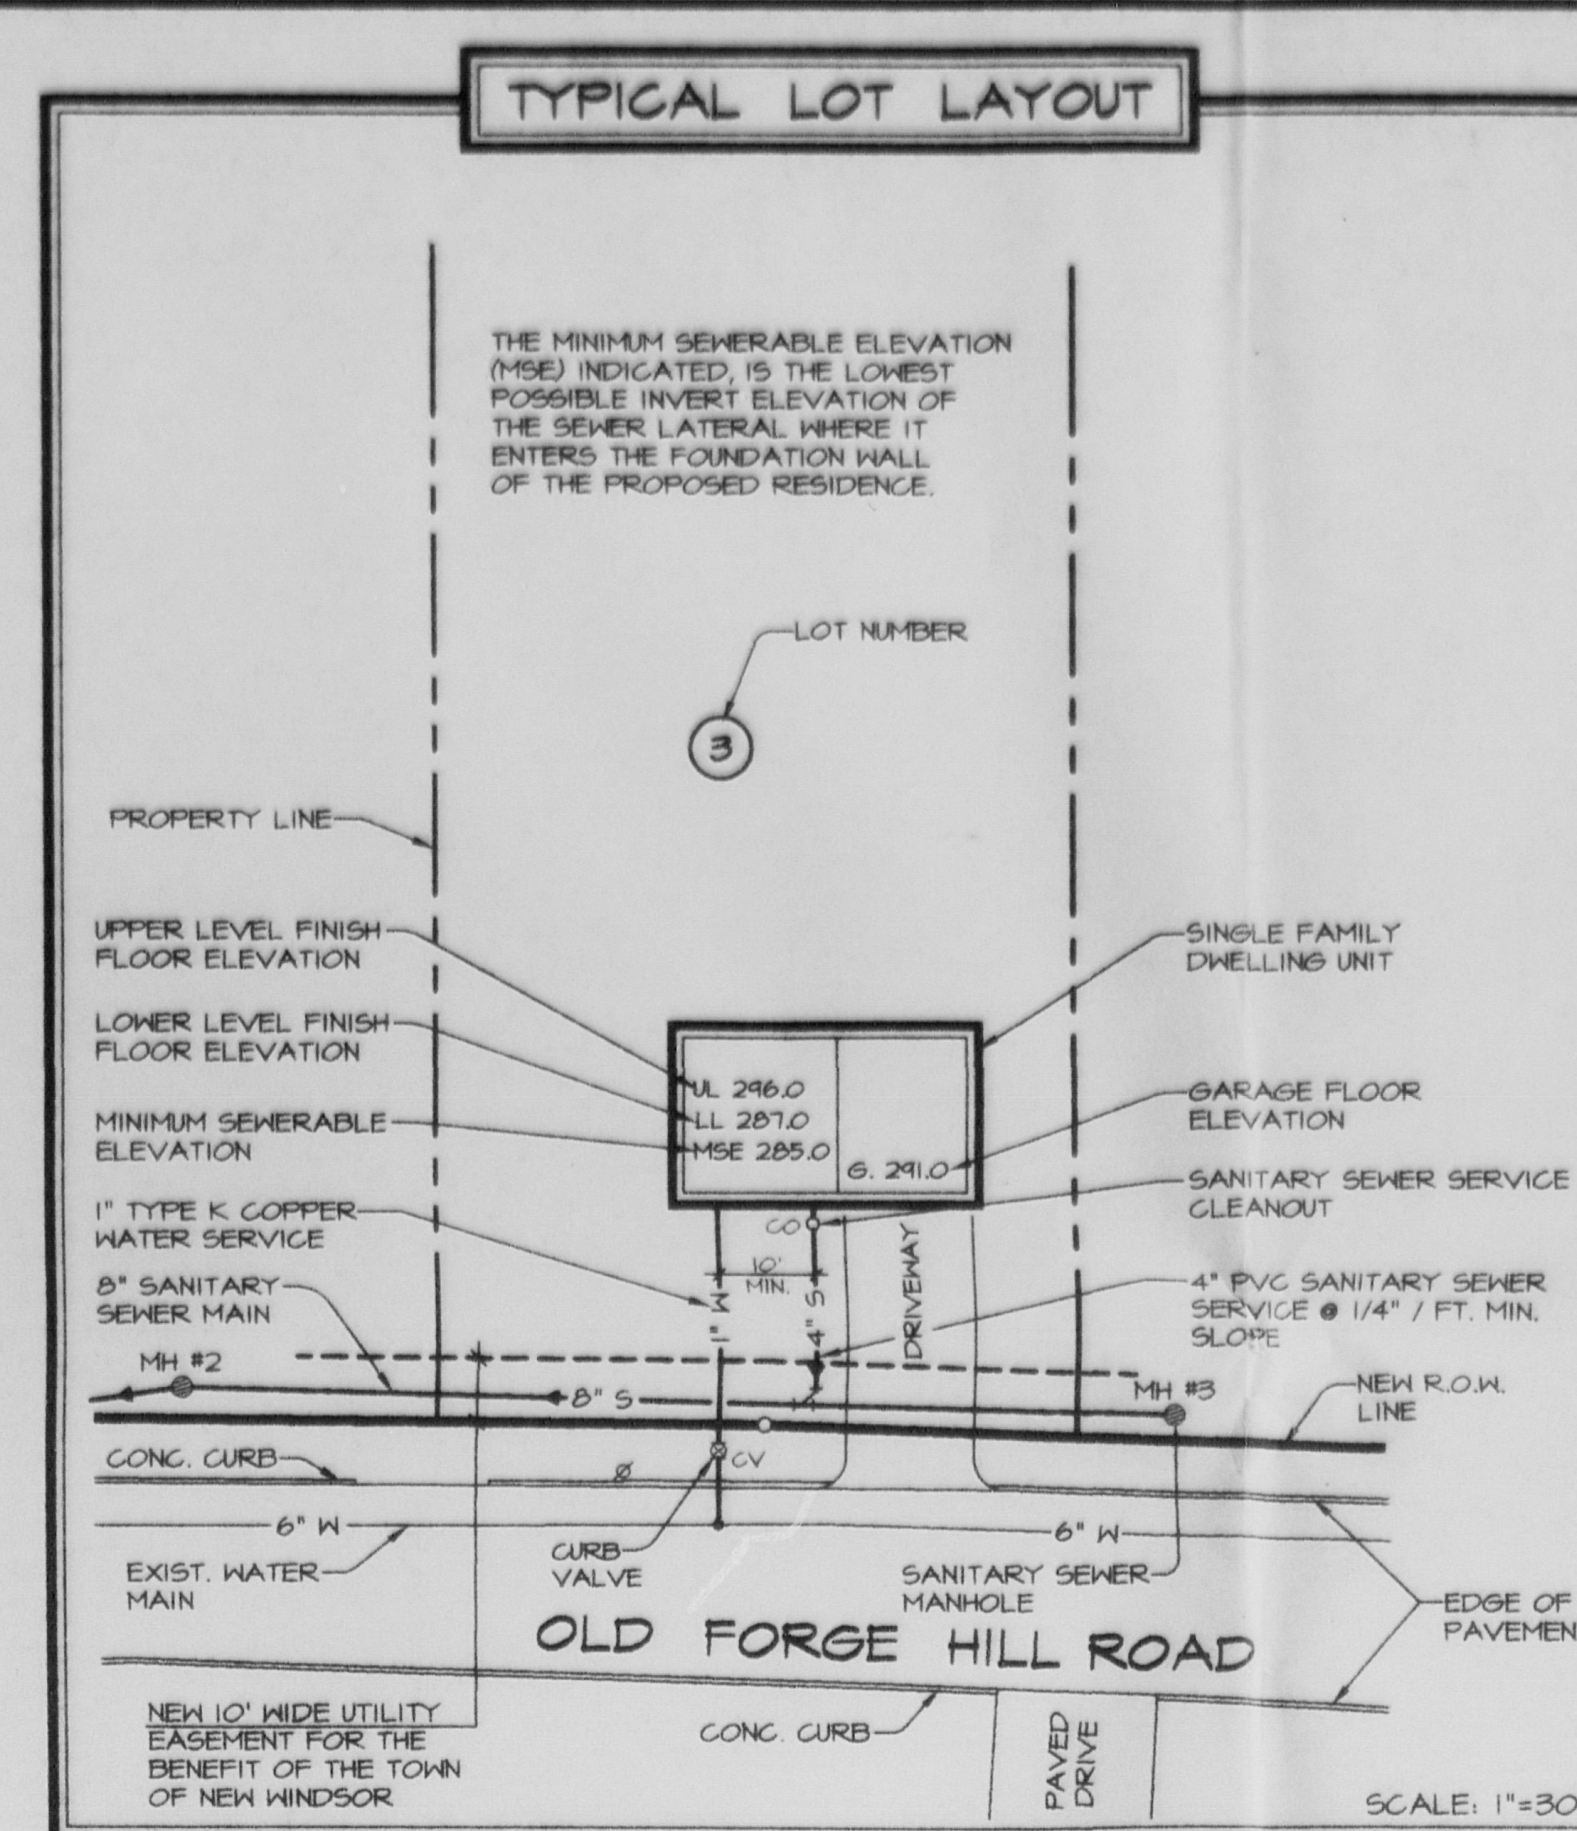 TYPICAL LOT LAYOUT
THE MINIMUM SEWERABLE ELEVATION
(MSE) INDICATED, IS THE LOWEST
POSSIBLE INVERT ELEVATION OF
THE SEWER LATERAL WHERE IT
ENTERS THE FOUNDATION WALL
OF THE PROPOSED RESIDENCE.
LOT NUMBER
3
PROPERTY LINE
UPPER LEVEL FINISH
FLOOR ELEVATION
LOWER LEVEL FINISH
FLOOR ELEVATION
MINIMUM SEWERABLE
ELEVATION
1" TYPE K COPPER
WATER SERVICE
8" SANITARY
SEWER MAIN
MH #2
UL 296.0
LL 287.0
MSE 285.0
G. 291.0
SINGLE FAMILY
DWELLING UNIT
GARAGE FLOOR
ELEVATION
SANITARY SEWER SERVICE
CLEANOUT
4" PVC SANITARY SEWER
SERVICE @ 1/4" / FT. MIN.
SLOPE
CO
10'
MIN.
1" W
4" S
DRIVEWAY
8" S
MH #3
NEW R.O.W.
LINE
CONC. CURB
CV
6" W
6" W
EXIST. WATER
MAIN
CURB
VALVE
SANITARY SEWER
MANHOLE
EDGE OF
PAVEMEN
OLD FORGE HILL ROAD
NEW 10' WIDE UTILITY
EASEMENT FOR THE
BENEFIT OF THE TOWN
OF NEW WINDSOR
CONC. CURB
PAVED
DRIVE
SCALE: 1"=30